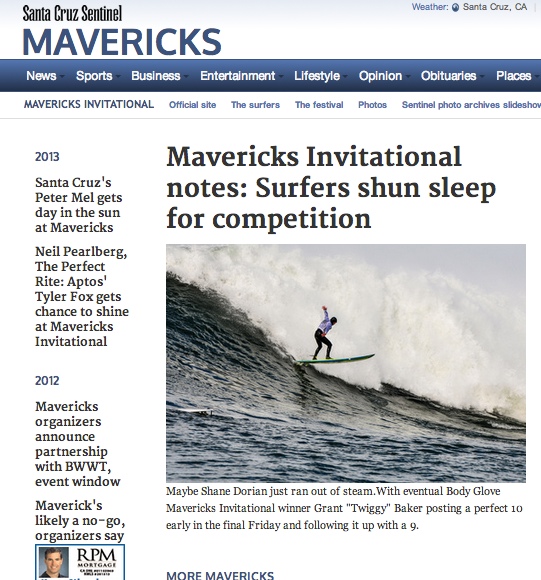 Santa Cruz Sentinel
Weather: Santa Cruz, CA
MAVERICKS
News Sports Business Entertainment Lifestyle Opinion Obituaries Places
MAVERICKS INVITATIONAL Official site The surfers The festival Photos Sentinel photo archives slideshow
2013
Santa Cruz's
Peter Mel gets
day in the sun
at Mavericks
Neil Pearlberg,
The Perfect
Rite: Aptos'
Tyler Fox gets
chance to shine
at Mavericks
Invitational
2012
Mavericks
organizers
announce
partnership
with BWWT,
event window
Maverick's
likely a no-go,
organizers say
RPM
MORTGAGE
Mavericks Invitational
notes: Surfers shun sleep
for competition
Maybe Shane Dorian just ran out of steam.With eventual Body Glove
Mavericks Invitational winner Grant "Twiggy" Baker posting a perfect 10
early in the final Friday and following it up with a 9.
MORE MAVERICKS